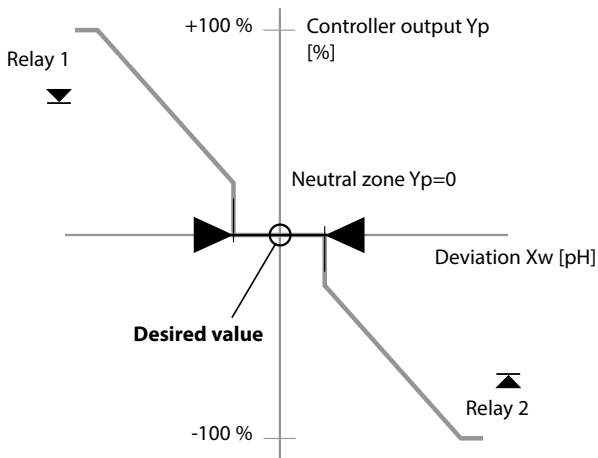 +100 %
Controller output Yp
[%]
Relay 1
Neutral zone Yp=0
Deviation Xw [pH]
Desired value
Relay 2
-100 %